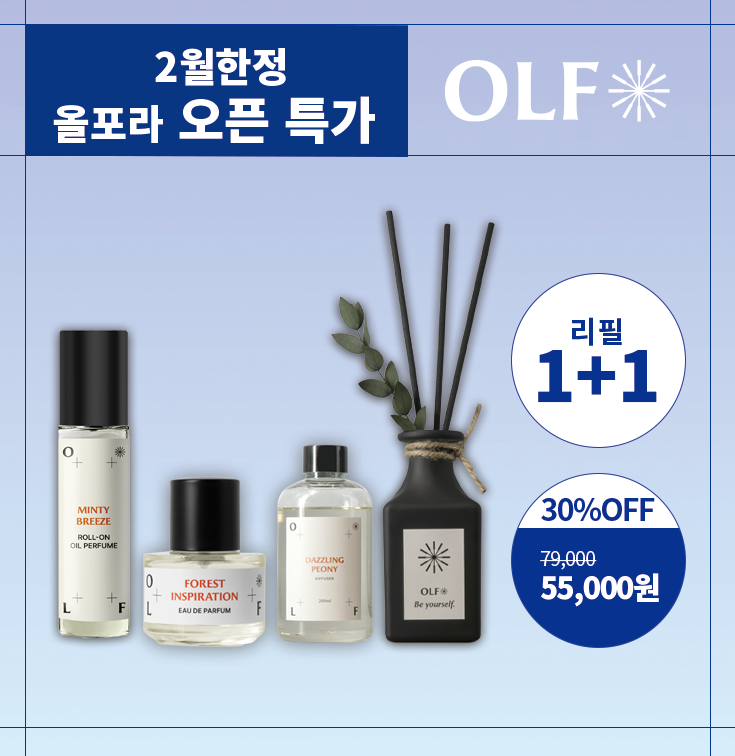 2월한정
올포라 오픈 특가
OLF
리필
1+1
30%OFF
79,000
55,000원
O
MINTY
BREEZE
ROLL-ON
OIL PERFUME
L F
O
FOREST
INSPIRATION
EAU DE PARFUM
L F
O
DAZZLING
PEONY
DIFFUSER
200ml
L F
OLF
Be yourself.